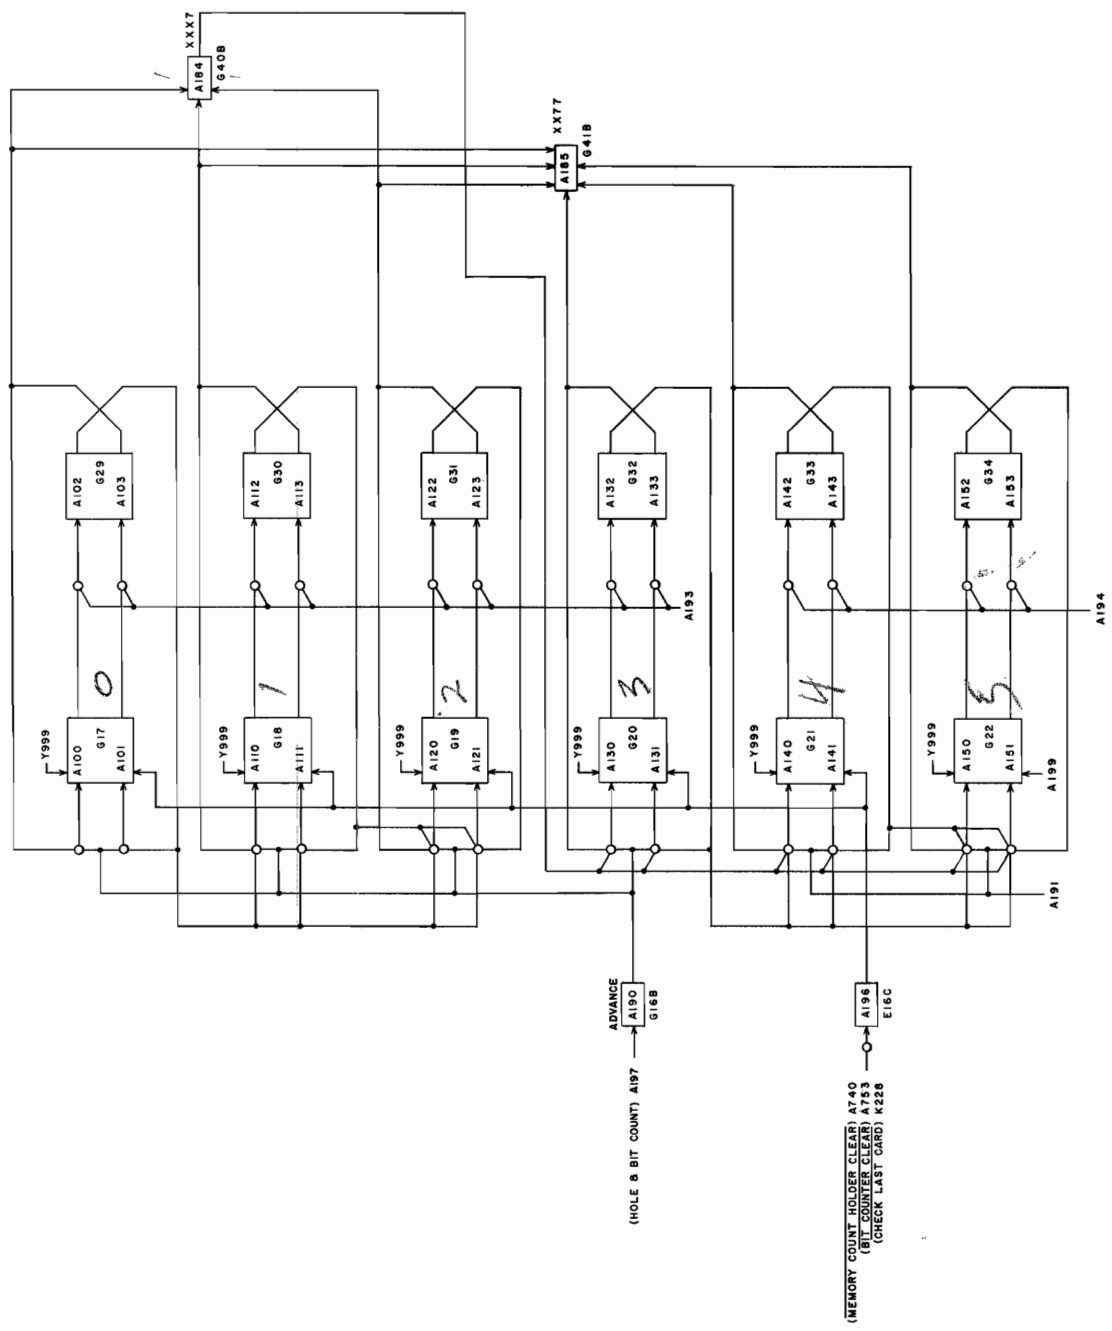 XXX7
A184
G40B
XX77
A185
G41B
A102
G29
A103
A112
G30
A113
A122
G31
A123
A132
G32
A133
A142
G33
A143
A152
G34
A153
A193
A194
0
1
2
3
4
5
Y999
A100
G17
A101
Y999
A110
G18
A111
Y999
A120
G19
A121
Y999
A130
G20
A131
Y999
A140
G21
A141
Y999
A150
G22
A151
A199
A191
ADVANCE
A190
G16B
(HOLE & BIT COUNT) A197
A196
E16C
(MEMORY COUNT HOLDER CLEAR) A740
(BIT COUNTER CLEAR) A753
(CHECK LAST CARD) K228